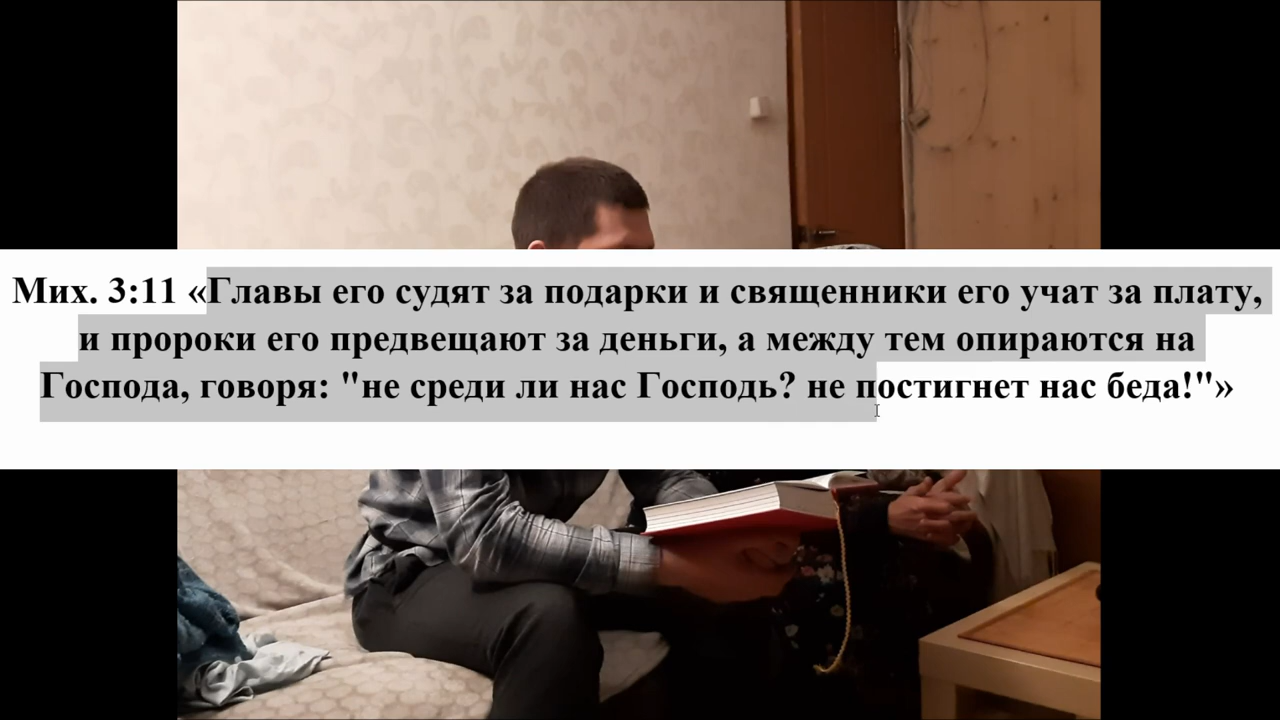 Мих. 3:11 «Главы его судят за подарки и священники его учат за плату,
и пророки его предвещают за деньги, а между тем опираются на
Господа, говоря: "не среди ли нас Господь? не постигнет нас беда!"»